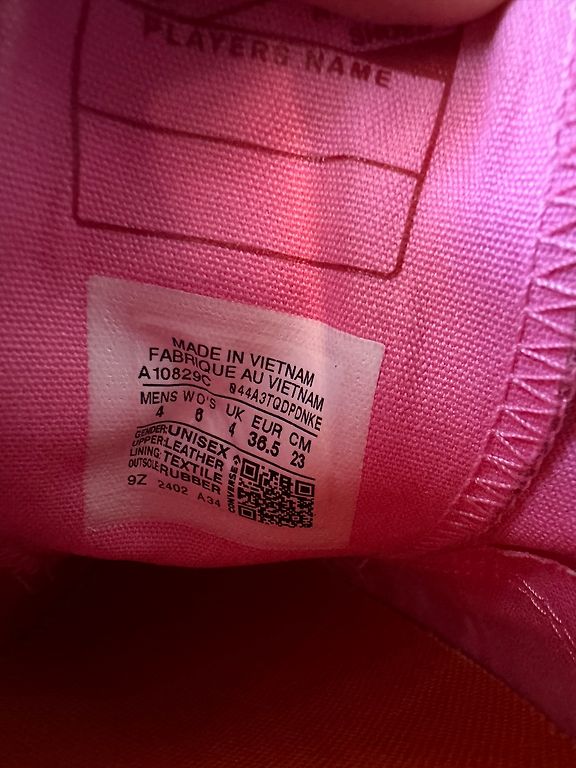 PLAYERS NAME
MADE IN VIETNAM
FABRIQUE AU VIETNAM
A10829C 044A3TQDPDNKE
MENS WO'S UK EUR CM
4 6 4 36.5 23
GENDER:UNISEX
UPPER:LEATHER
LINING:TEXTILE
OUTSOLE:RUBBER
9Z 2402 A34
CONVERSE